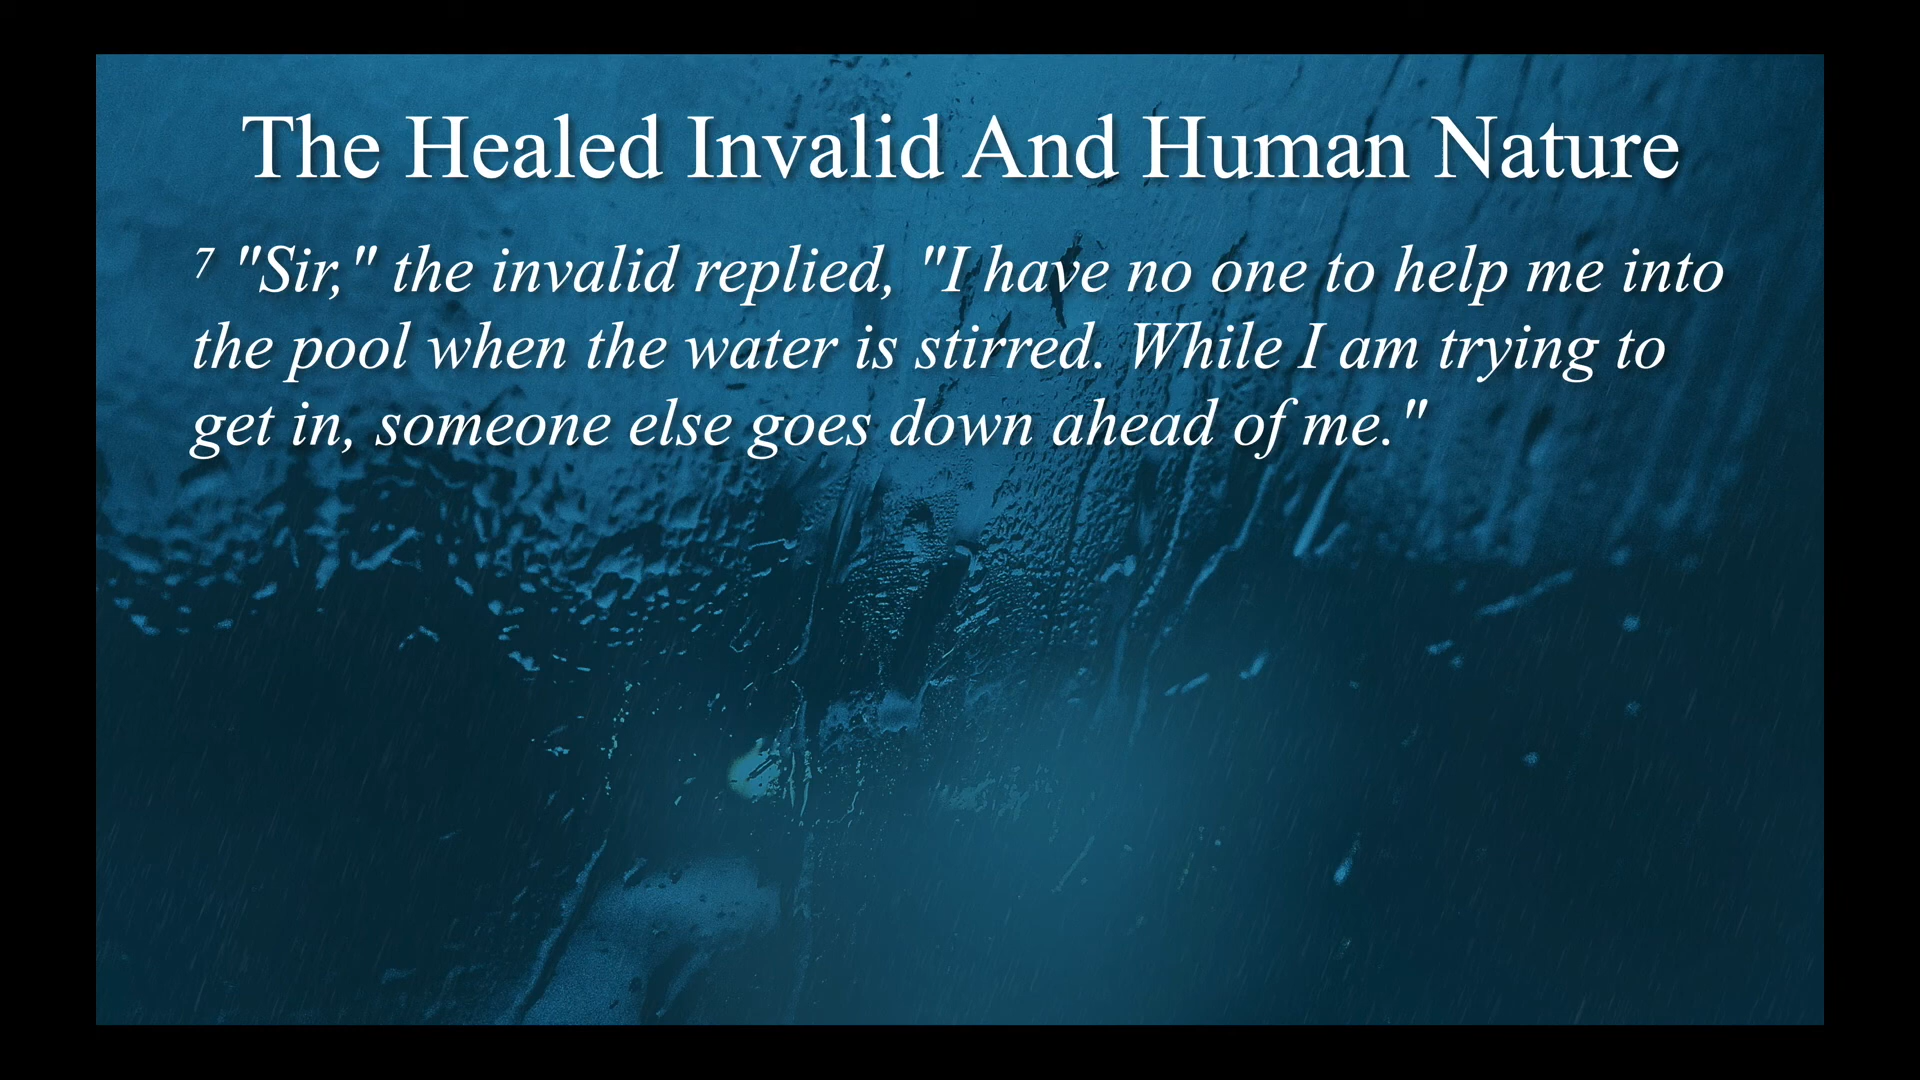 The Healed Invalid And Human Nature
7 "Sir," the invalid replied, "I have no one to help me into
the pool when the water is stirred. While I am trying to
get in, someone else goes down ahead of me."